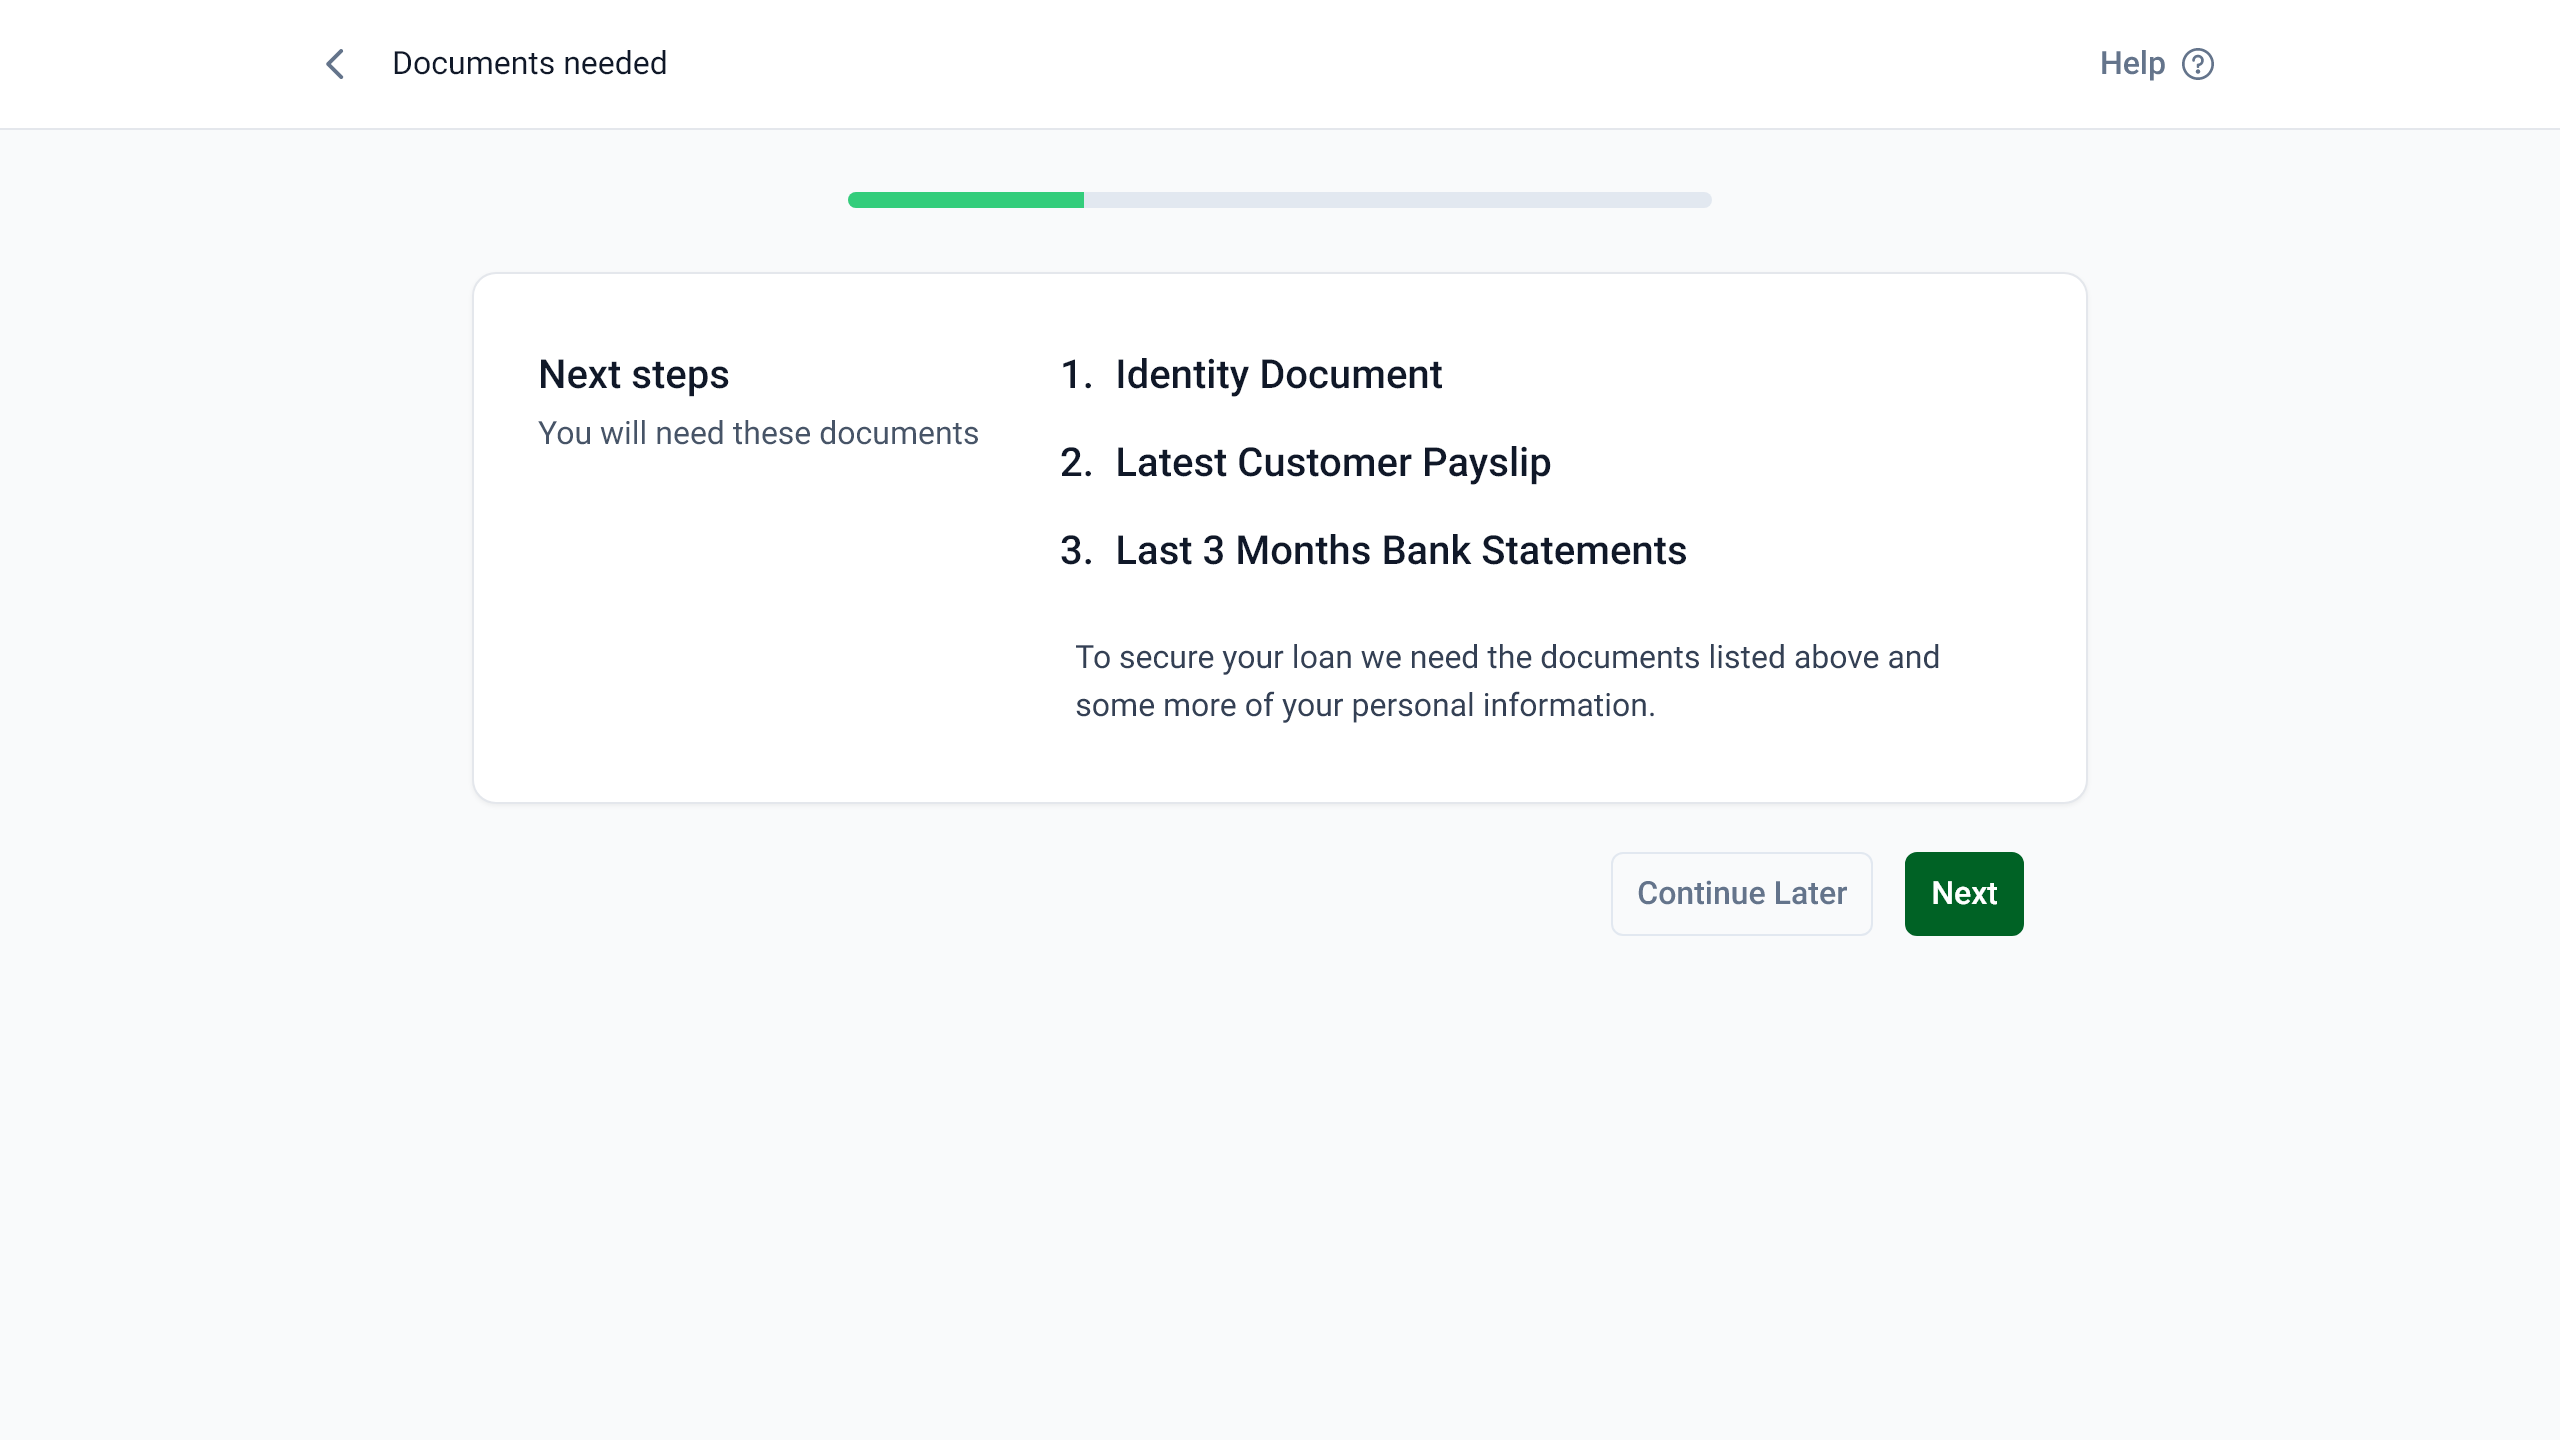 Documents needed
Help
Next steps
You will need these documents
1. Identity Document
2. Latest Customer Payslip
3. Last 3 Months Bank Statements
To secure your loan we need the documents listed above and
some more of your personal information.
Continue Later
Next